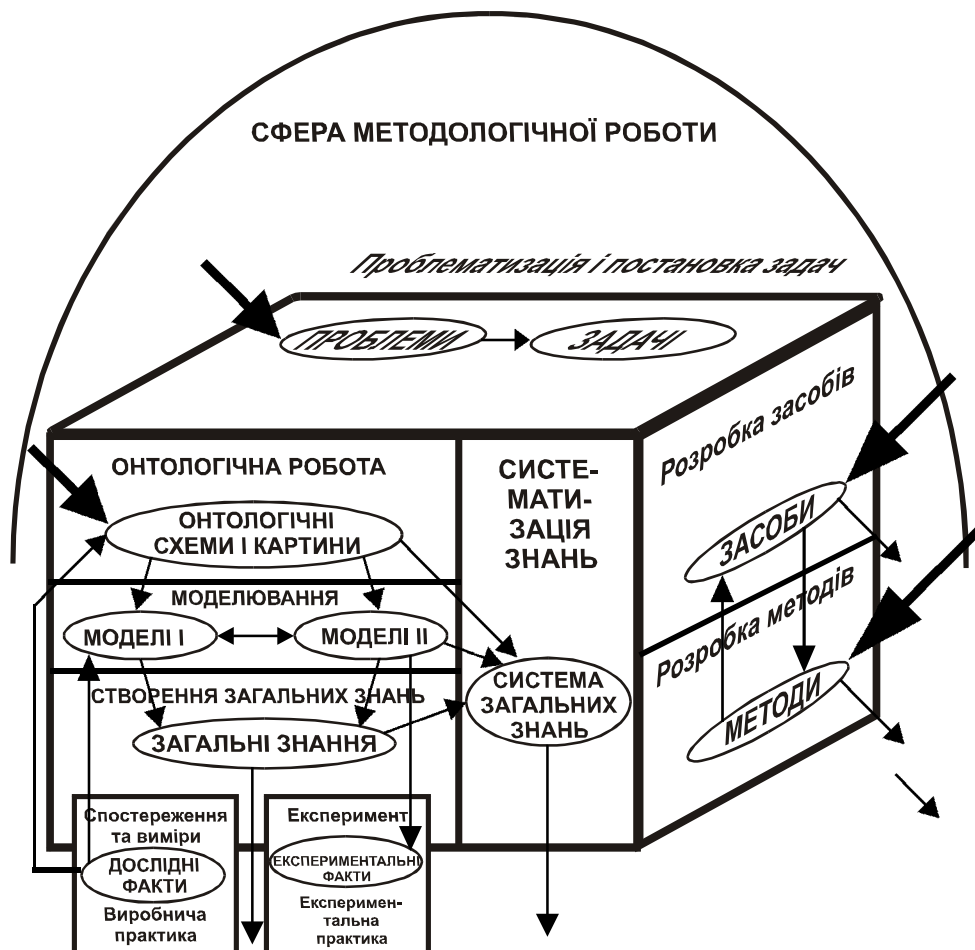 СФЕРА МЕТОДОЛОГІЧНОЇ РОБОТИ
Проблематизація і постановка задач
ПРОБЛЕМИ
ЗАДАЧІ
ОНТОЛОГІЧНА РОБОТА
ОНТОЛОГІЧНІ
СХЕМИ І КАРТИНИ
МОДЕЛЮВАННЯ
МОДЕЛІ І
МОДЕЛІ ІІ
СТВОРЕННЯ ЗАГАЛЬНИХ ЗНАНЬ
ЗАГАЛЬНІ ЗНАННЯ
СИСТЕ-
МАТИ-
ЗАЦІЯ
ЗНАНЬ
СИСТЕМА
ЗАГАЛЬНИХ
ЗНАНЬ
Розробка засобів
ЗАСОБИ
Розробка методів
МЕТОДИ
Спостереження
та виміри
ДОСЛІДНІ
ФАКТИ
Виробнича
практика
Експеримент
ЕКСПЕРИМЕНТАЛЬНІ
ФАКТИ
Експеримен-
тальна
практика